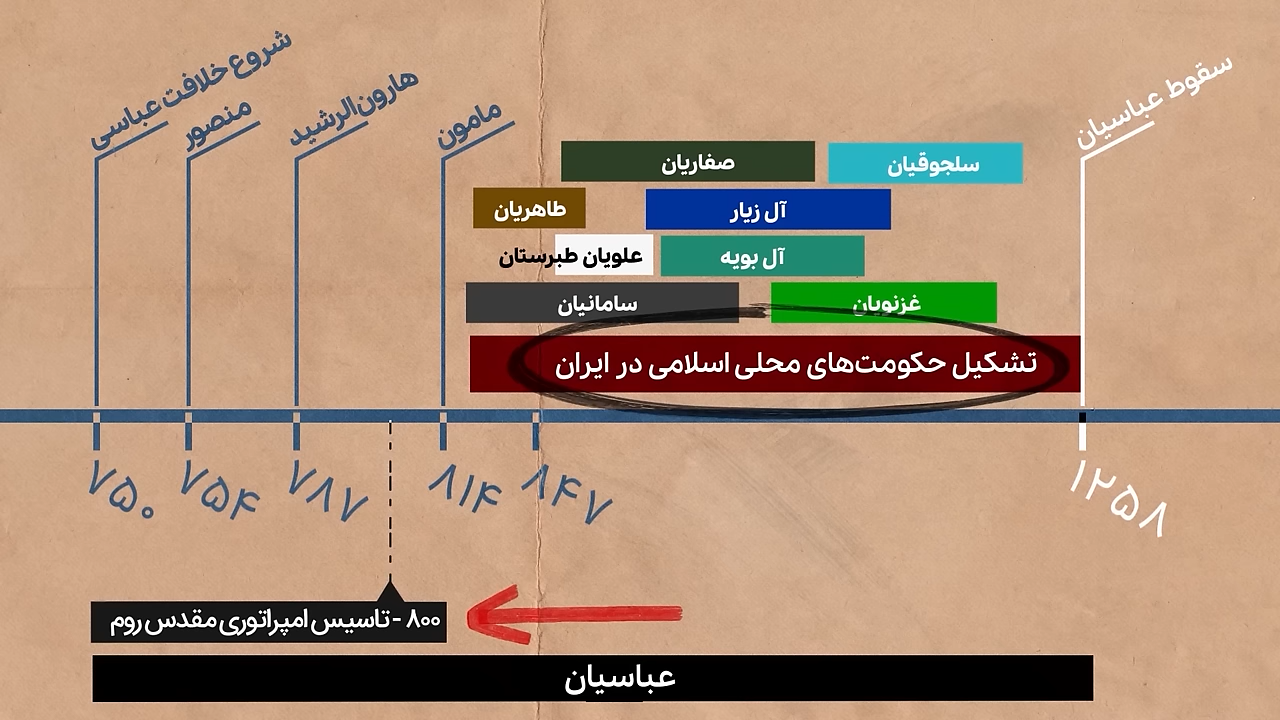 شروع خلافت عباسی
منصور
هارون‌الرشید
مامون
سقوط عباسیان
صفاریان
سلجوقیان
طاهریان
آل زیار
علویان طبرستان
آل بویه
سامانیان
غزنویان
تشکیل حکومت‌های محلی اسلامی در ایران
۷۵۰
۷۵۴
۷۸۷
۸۱۴
۸۴۷
۱۲۵۸
۸۰۰ - تاسیس امپراتوری مقدس روم
عباسیان